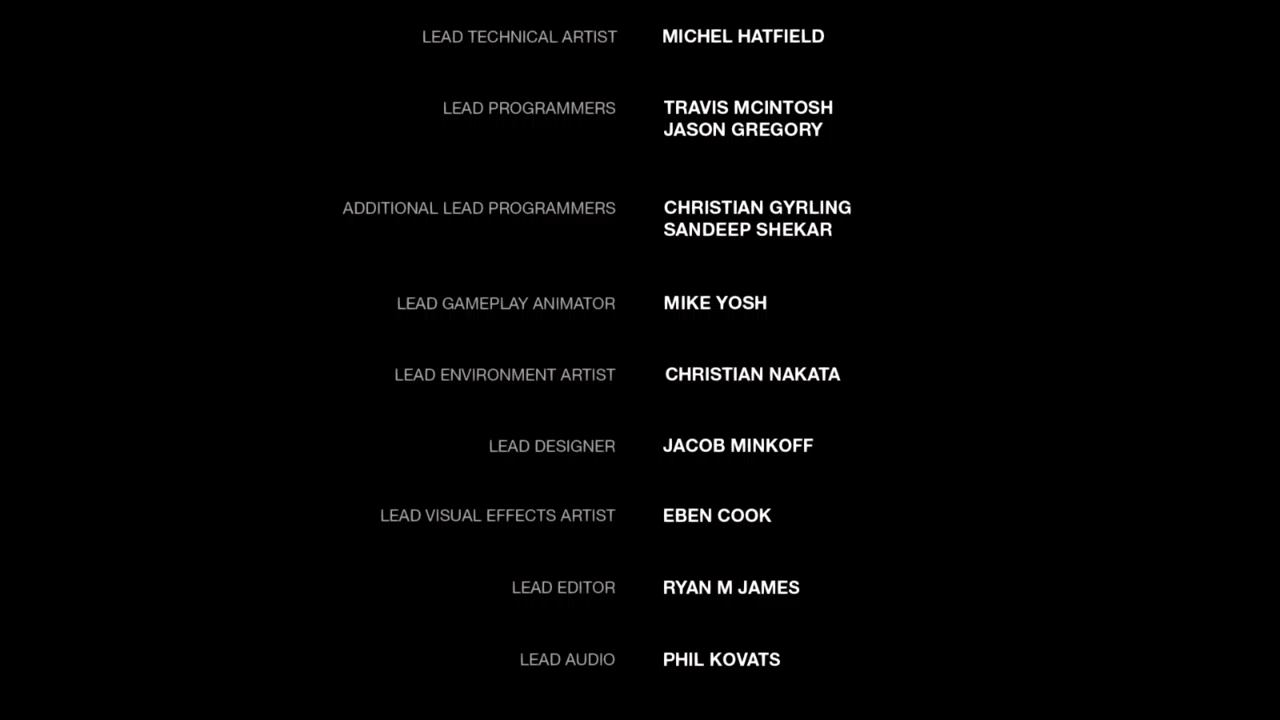 LEAD TECHNICAL ARTIST MICHEL HATFIELD
LEAD PROGRAMMERS TRAVIS MCINTOSH
JASON GREGORY
ADDITIONAL LEAD PROGRAMMERS CHRISTIAN GYRLING
SANDEEP SHEKAR
LEAD GAMEPLAY ANIMATOR MIKE YOSH
LEAD ENVIRONMENT ARTIST CHRISTIAN NAKATA
LEAD DESIGNER JACOB MINKOFF
LEAD VISUAL EFFECTS ARTIST EBEN COOK
LEAD EDITOR RYAN M JAMES
LEAD AUDIO PHIL KOVATS